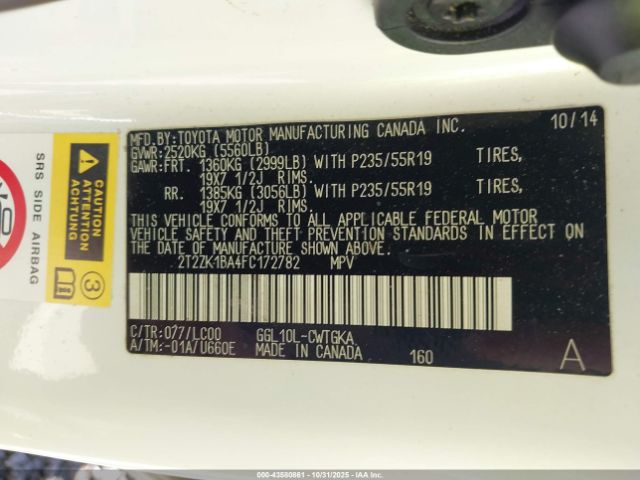 MFD.BY:TOYOTA MOTOR MANUFACTURING CANADA INC. 10/14
GVWR:2520KG (5560LB)
GAWR:FRT. 1360KG (2999LB) WITH P235/55R19 TIRES,
19X7 1/2J RIMS.
RR. 1385KG (3056LB) WITH P235/55R19 TIRES,
19X7 1/2J RIMS.
THIS VEHICLE CONFORMS TO ALL APPLICABLE FEDERAL MOTOR
VEHICLE SAFETY AND THEFT PREVENTION STANDARDS IN EFFECT ON
THE DATE OF MANUFACTURE SHOWN ABOVE.
2T2ZK1BA4FC172782 MPV
C/TR:077/LC00 GGL10L-CWTGKA
A/TM:-01A/U660E MADE IN CANADA 160 A
SRS SIDE AIRBAG
CAUTION
ATTENTION
ACHTUNG
3
000-43580861 - 10/31/2025 - IAAI.COM